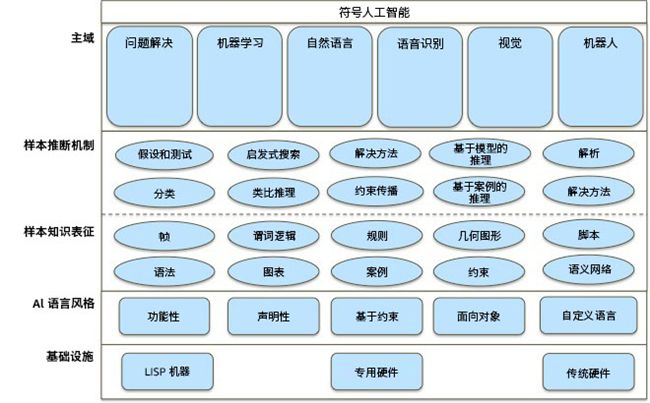 符号人工智能
主域
问题解决
机器学习
自然语言
语音识别
视觉
机器人
样本推断机制
假设和测试
启发式搜索
解决方法
基于模型的
推理
解析
分类
类比推理
约束传播
基于案例的
推理
解决方法
样本知识表征
帧
谓词逻辑
规则
几何图形
脚本
语法
图表
案例
约束
语义网络
Al 语言风格
功能性
声明性
基于约束
面向对象
自定义语言
基础设施
LISP 机器
专用硬件
传统硬件